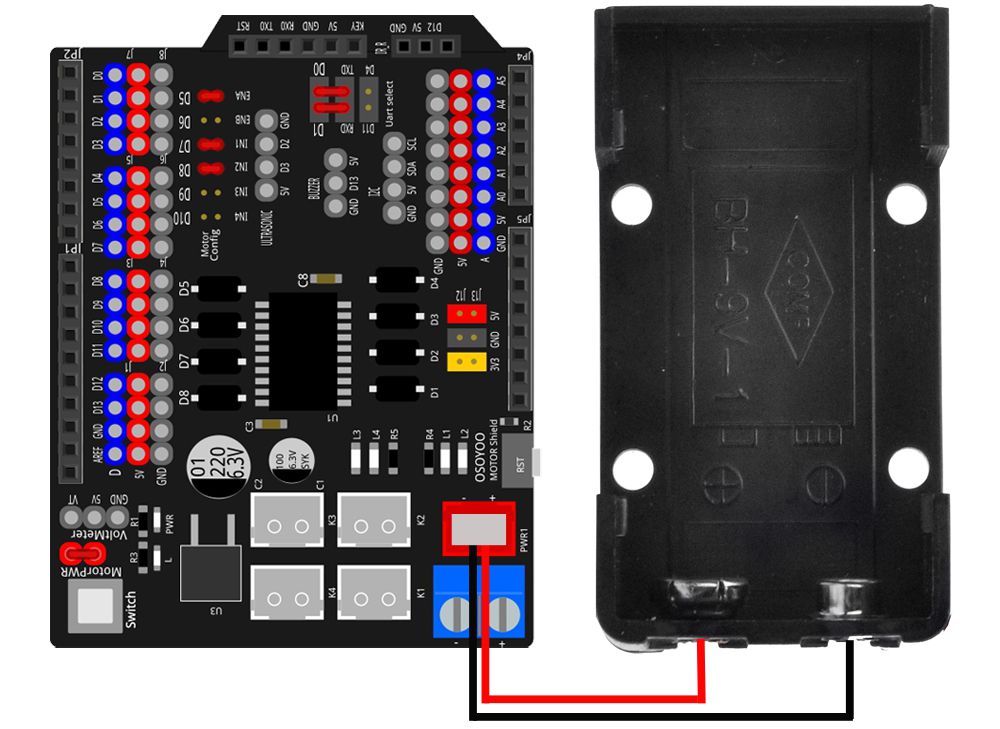 RST TX0 RX0 GND 5V KEY
IR_R
GND 5V D12
JP2
J7
J8
JP4
D0
D1
D2
D3
J5
J6
D4
D5
D6
D7
J3
J4
D8
D9
D10
D11
J1
J2
D12
D13
GND
AREF
D
5V
GND
JP1
D5 ENA
D6 ENB
D7 IN1
D8 IN2
D9 IN3
D10 IN4
Motor
Config
GND
D2
D3
5V
ULTRASONIC
D0 TXD D4
D1 RXD D11
Uart select
5V
D13
GND
BUZZER
SCL
SDA
5V
GND
IIC
A5
A4
A3
A2
A1
A0
5V
GND
JP5
GND
5V
A
D5
D6
D7
D8
C8
U1
C3
D4
D3
D2
D1
J12 J13
5V
GND
3V3
01
220
6.3V
100
6.3V
SYK
C2
C1
L3 L4 R5 R4 L1 L2
OSOYOO
MOTOR Shield
R2
RST
VT 5V GND
VoltMeter
R1
PWR
R3
L
MotorPWR
Switch
U3
K3
K2
K4
K1
- +
PWR1
- +
BH-9V-1
COMF